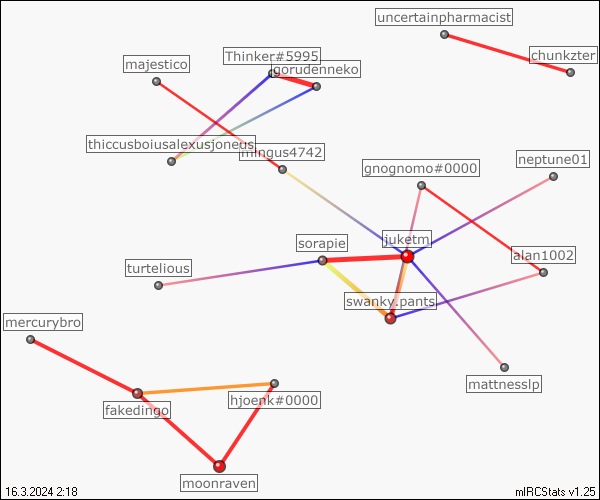 uncertainpharmacist
Thinker#5995
chunkzter
majestico
gorudenneko
thiccusboiusalexusjoneus
mingus4742
neptune01
gnognomo#0000
sorapie
juketm
alan1002
turtelious
swanky.pants
mercurybro
mattnesslp
hjoenk#0000
fakedingo
moonraven
16.3.2024 2:18
mIRCStats v1.25